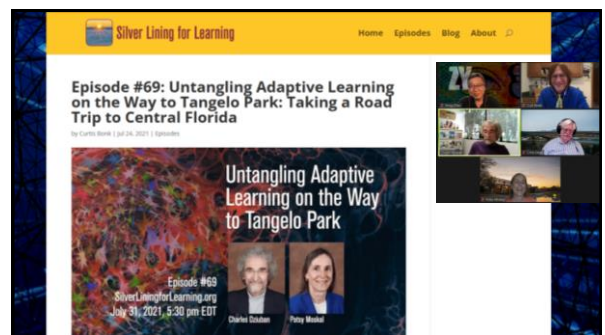 Silver Lining for Learning
Home Episodes Blog About
Episode #69: Untangling Adaptive Learning
on the Way to Tangelo Park: Taking a Road
Trip to Central Florida
by Curtis Bonk | Jul 24, 2021 | Episodes
Untangling Adaptive
Learning on the Way
to Tangelo Park
Episode #69
SilverLiningforLearning.org
July 31, 2021, 5:30 pm EDT
Charles Dziuban
Patsy Moskal
ZY